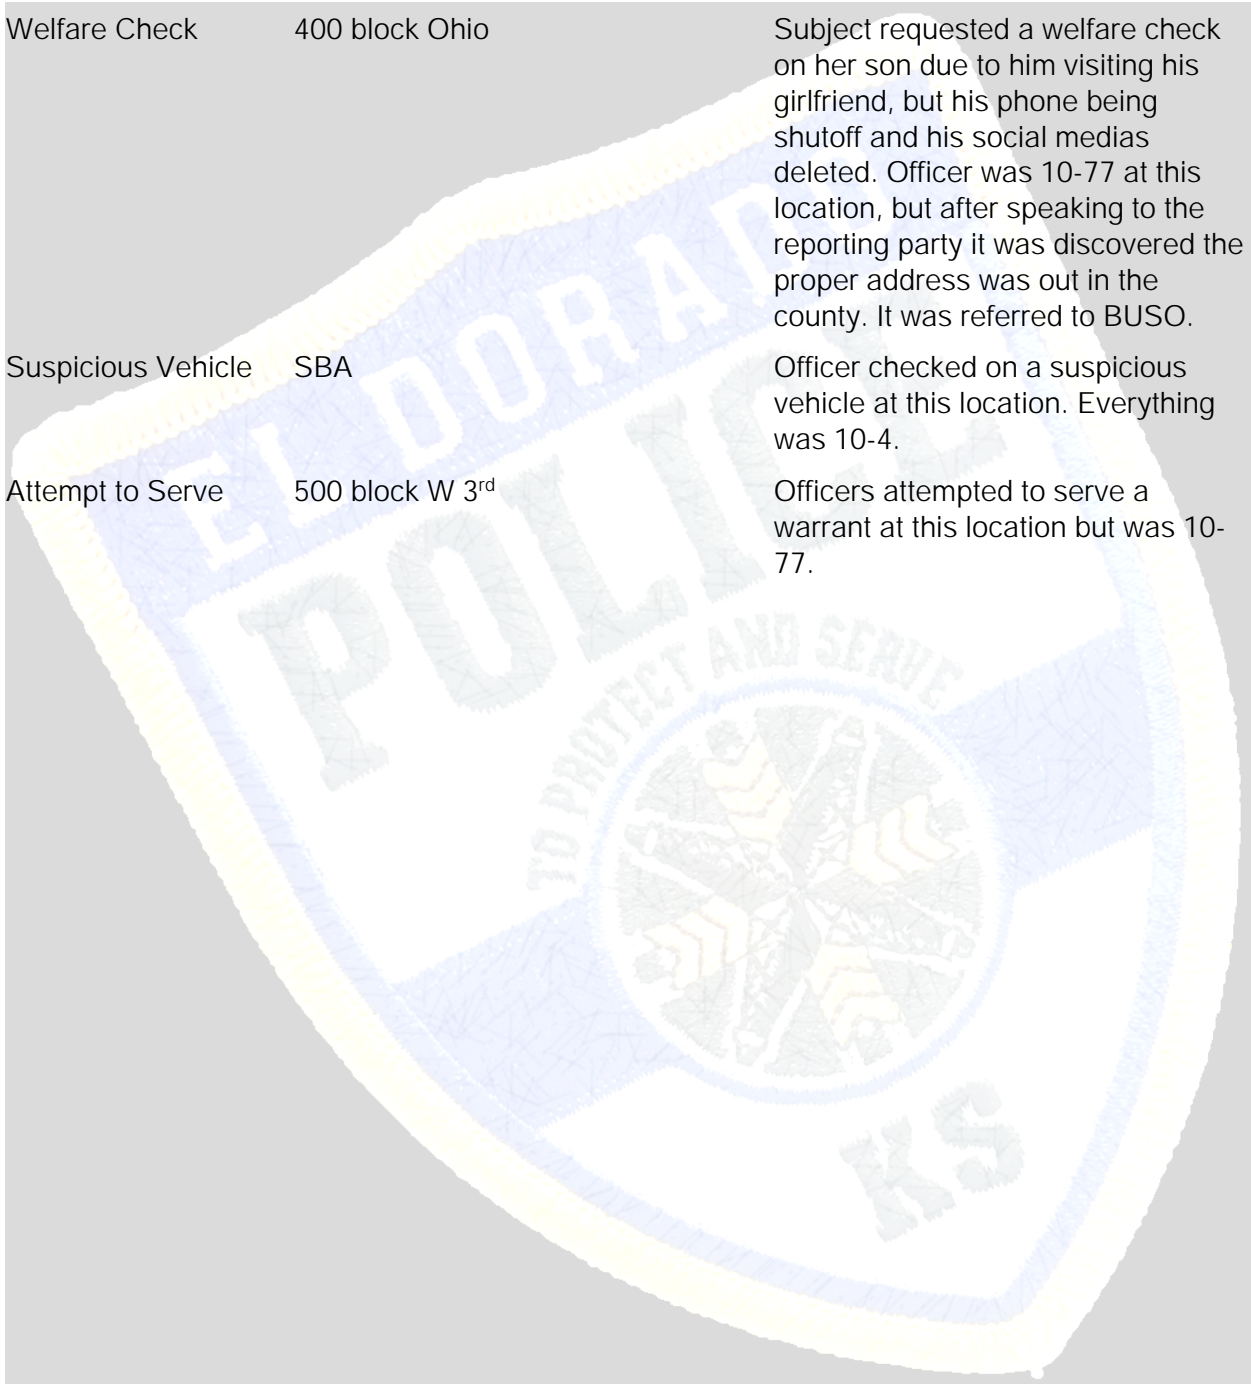 Welfare Check 400 block Ohio Subject requested a welfare check
on her son due to him visiting his
girlfriend, but his phone being
shutoff and his social medias
deleted. Officer was 10-77 at this
location, but after speaking to the
reporting party it was discovered the
proper address was out in the
county. It was referred to BUSO.
Suspicious Vehicle SBA Officer checked on a suspicious
vehicle at this location. Everything
was 10-4.
Attempt to Serve 500 block W 3rd Officers attempted to serve a
warrant at this location but was 10-
77.
EL DORADO
POLICE
TO PROTECT AND SERVE
KS